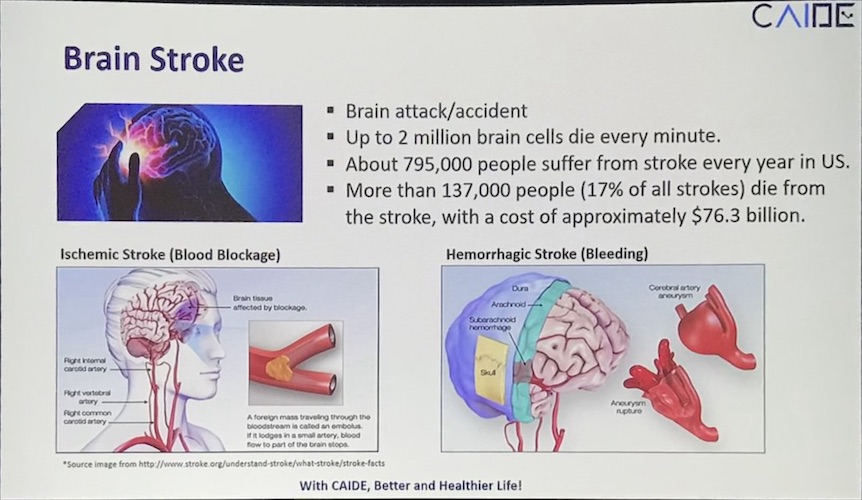 CAIDE
Brain Stroke
▪ Brain attack/accident
▪ Up to 2 million brain cells die every minute.
▪ About 795,000 people suffer from stroke every year in US.
▪ More than 137,000 people (17% of all strokes) die from
the stroke, with a cost of approximately $76.3 billion.
Ischemic Stroke (Blood Blockage)
Brain tissue
affected by blockage.
Right internal
carotid artery
Right vertebral
artery
Right common
carotid artery
A foreign mass traveling through the
bloodstream is called an embolus.
If it lodges in a small artery, blood
flow to part of the brain stops.
Hemorrhagic Stroke (Bleeding)
Dura
Arachnoid
Subarachnoid
hemorrhage
Skull
Cerebral artery
aneurysm
Aneurysm
rupture
*Source image from http://www.stroke.org/understand-stroke/what-stroke/stroke-facts
With CAIDE, Better and Healthier Life!